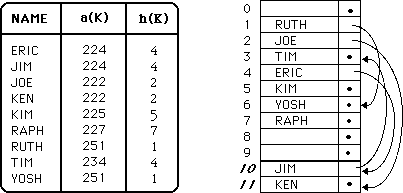 NAME a(K) h(K)
ERIC 224 4
JIM 224 4
JOE 222 2
KEN 222 2
KIM 225 5
RAPH 227 7
RUTH 251 1
TIM 234 4
YOSH 251 1
0
1 RUTH
2 JOE
3 TIM
4 ERIC
5 KIM
6 YOSH
7 RAPH
8
9
10 JIM
11 KEN